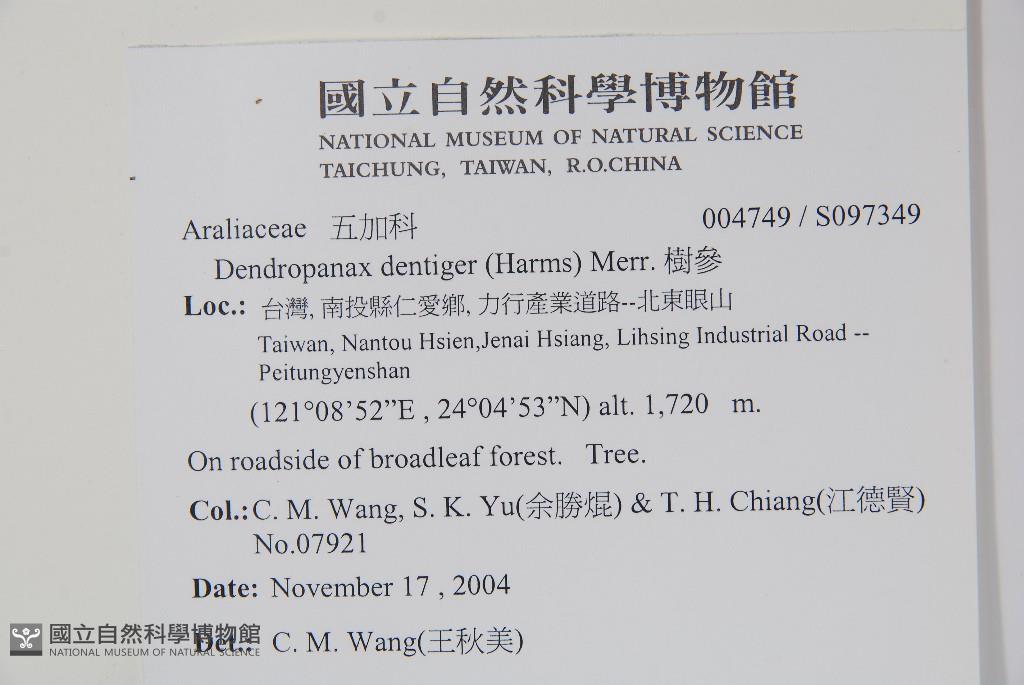 國立自然科學博物館
NATIONAL MUSEUM OF NATURAL SCIENCE
TAICHUNG, TAIWAN, R.O.CHINA
Araliaceae 五加科 004749 / S097349
Dendropanax dentiger (Harms) Merr. 樹參
Loc.: 台灣, 南投縣仁愛鄉, 力行產業道路--北東眼山
Taiwan, Nantou Hsien,Jenai Hsiang, Lihsing Industrial Road --
Peitungyenshan
(121°08’52”E , 24°04’53”N) alt. 1,720 m.
On roadside of broadleaf forest. Tree.
Col.: C. M. Wang, S. K. Yu(余勝焜) & T. H. Chiang(江德賢)
No.07921
Date: November 17 , 2004
Det.: C. M. Wang(王秋美)
國立自然科學博物館
NATIONAL MUSEUM OF NATURAL SCIENCE